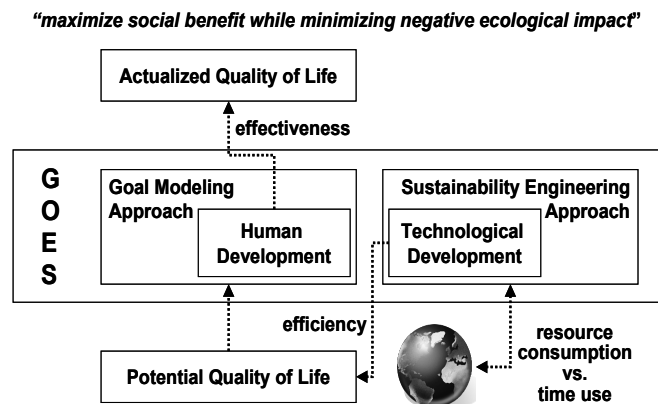 “maximize social benefit while minimizing negative ecological impact”
Actualized Quality of Life
effectiveness
G
O
E
S
Goal Modeling
Approach
Human
Development
Sustainability Engineering
Approach
Technological
Development
efficiency
Potential Quality of Life
resource
consumption
vs.
time use